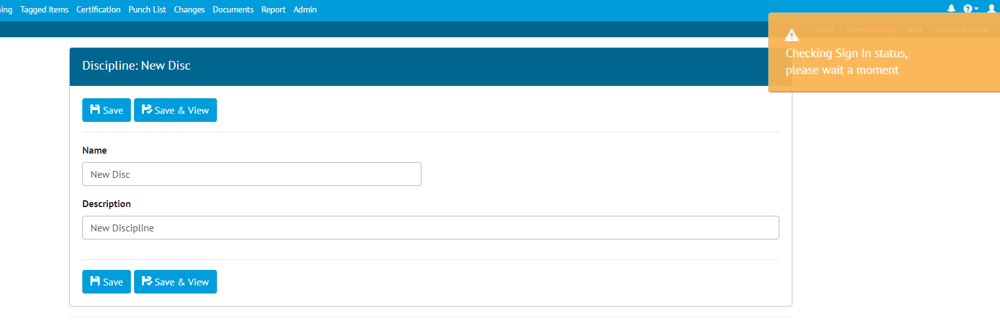 ing Tagged Items Certification Punch List Changes Documents Report Admin
Wood Commissioning Beta Structural Works
Checking Sign In status,
please wait a moment
Discipline: New Disc
Save Save & View
Name
New Disc
Description
New Discipline
Save Save & View